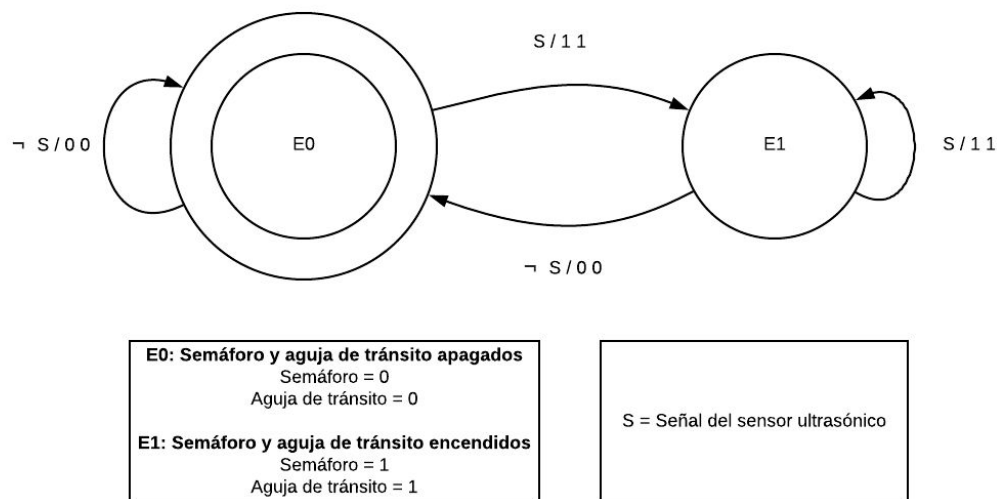 S / 1 1
¬ S / 0 0
E0
E1
S / 1 1
¬ S / 0 0
E0: Semáforo y aguja de tránsito apagados
Semáforo = 0
Aguja de tránsito = 0
E1: Semáforo y aguja de tránsito encendidos
Semáforo = 1
Aguja de tránsito = 1
S = Señal del sensor ultrasónico